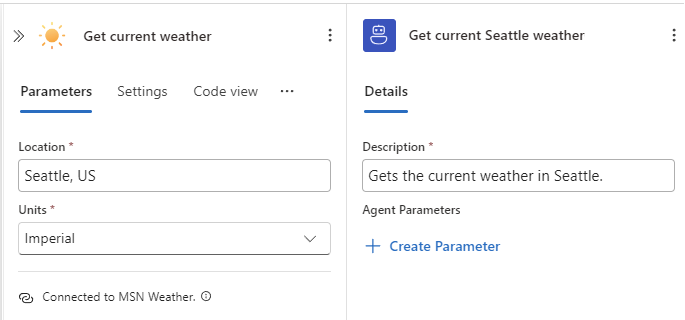 Get current weather
Parameters Settings Code view
Location *
Seattle, US
Units *
Imperial
Connected to MSN Weather.
Get current Seattle weather
Details
Description *
Gets the current weather in Seattle.
Agent Parameters
Create Parameter